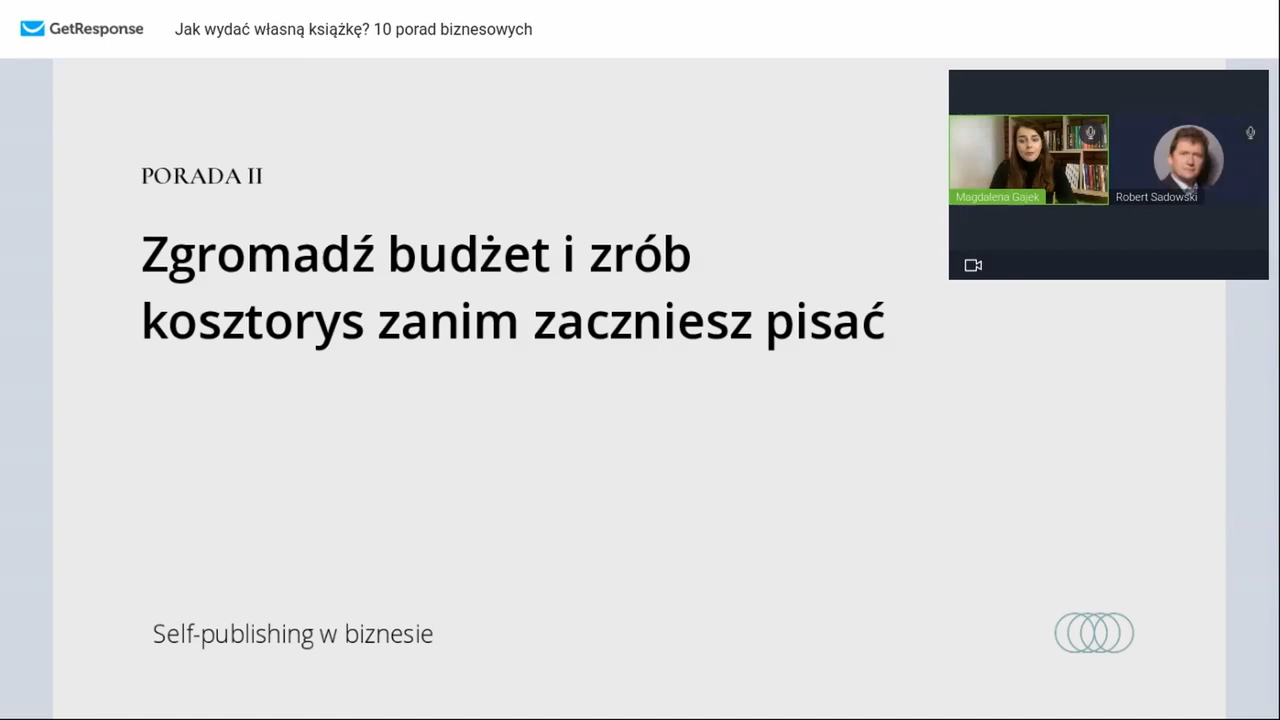 GetResponse
Jak wydać własną książkę? 10 porad biznesowych
PORADA II
Zgromadź budżet i zrób
kosztorys zanim zaczniesz pisać
Magdalena Gajek
Robert Sadowski
Self-publishing w biznesie